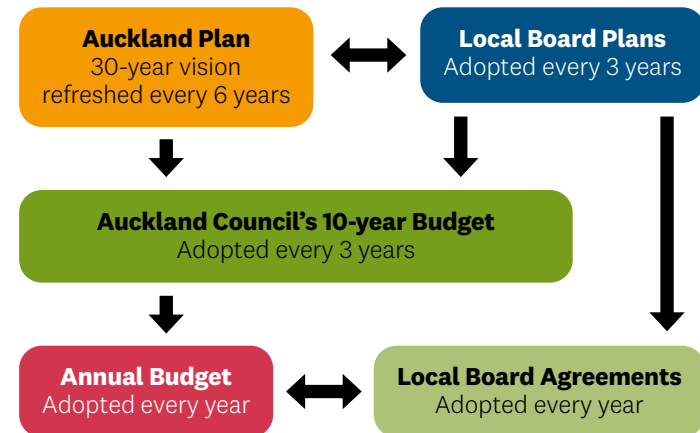 Auckland Plan
30-year vision
refreshed every 6 years
Local Board Plans
Adopted every 3 years
Auckland Council’s 10-year Budget
Adopted every 3 years
Annual Budget
Adopted every year
Local Board Agreements
Adopted every year